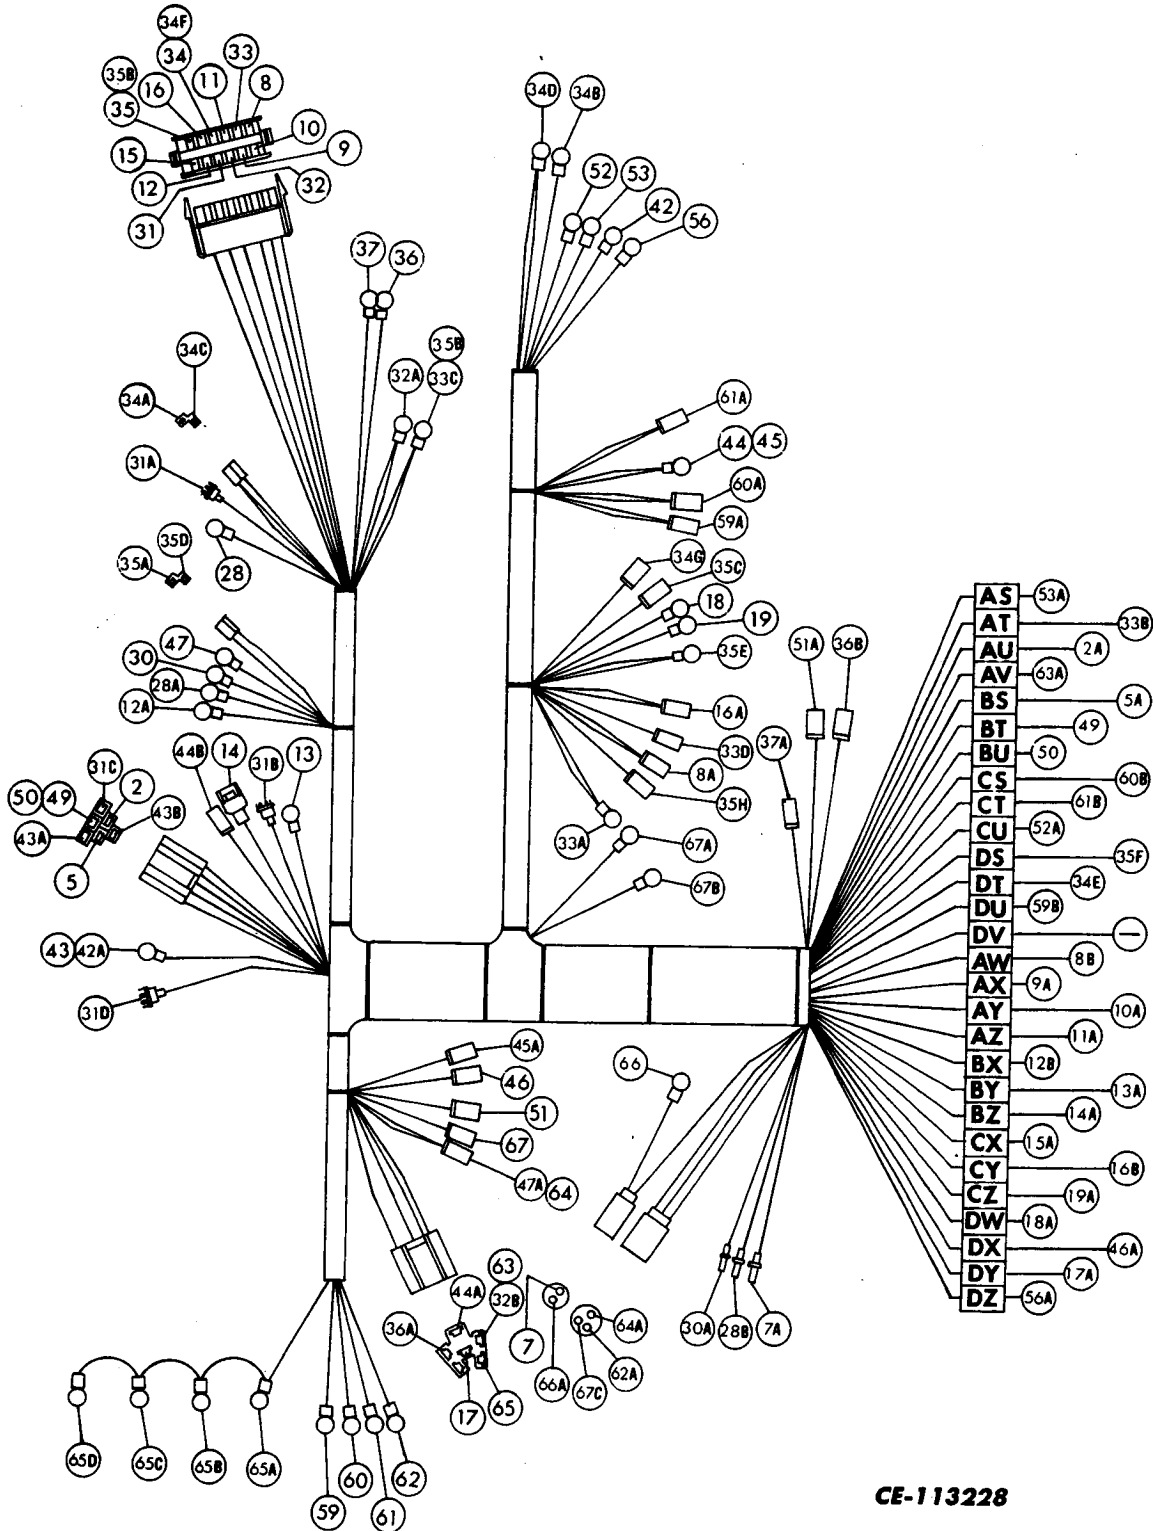 34F
34
33
35B
16
11
8
35
10
15
9
12
32
31
34D
34B
52
53
42
56
37
36
34C
35B
32A
33C
34A
61A
31A
44
45
60A
59A
35D
35A
28
34G
35C
18
19
47
35E
30
28A
12A
16A
33D
8A
35H
33A
67A
67B
51A
36B
37A
44B
14
31B
13
31C
50
49
2
43B
43A
5
43
42A
31D
AS 53A
AT 33B
AU 2A
AV 63A
BS 5A
BT 49
BU 50
CS 60B
CT 61B
CU 52A
DS 35F
DT 34E
DU 59B
DV —
AW 8B
AX 9A
AY 10A
AZ 11A
BX 12B
BY 13A
BZ 14A
CX 15A
CY 16B
CZ 19A
DW 18A
DX 46A
DY 17A
DZ 56A
45A
46
51
67
47A
64
66
63
44A
32B
36A
7
64A
66A
62A
67C
17
65
30A
28B
7A
65D
65C
65B
65A
59
60
61
62
CE-113228